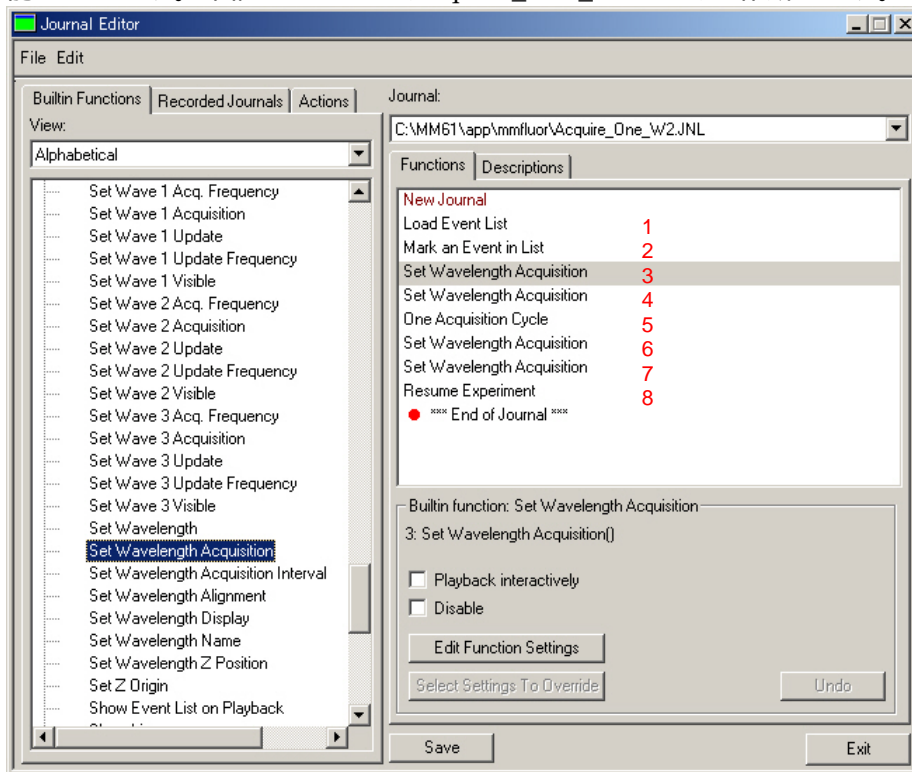 Journal Editor
File Edit
Builtin Functions Recorded Journals Actions
View:
Alphabetical
Set Wave 1 Acq. Frequency
Set Wave 1 Acquisition
Set Wave 1 Update
Set Wave 1 Update Frequency
Set Wave 1 Visible
Set Wave 2 Acq. Frequency
Set Wave 2 Acquisition
Set Wave 2 Update
Set Wave 2 Update Frequency
Set Wave 2 Visible
Set Wave 3 Acq. Frequency
Set Wave 3 Acquisition
Set Wave 3 Update
Set Wave 3 Update Frequency
Set Wave 3 Visible
Set Wavelength
Set Wavelength Acquisition
Set Wavelength Acquisition Interval
Set Wavelength Alignment
Set Wavelength Display
Set Wavelength Name
Set Wavelength Z Position
Set Z Origin
Show Event List on Playback
Journal:
C:\MM61\app\mmfluor\Acquire_One_W2.JNL
Functions Descriptions
New Journal
Load Event List 1
Mark an Event in List 2
Set Wavelength Acquisition 3
Set Wavelength Acquisition 4
One Acquisition Cycle 5
Set Wavelength Acquisition 6
Set Wavelength Acquisition 7
Resume Experiment 8
*** End of Journal ***
Builtin function: Set Wavelength Acquisition
3: Set Wavelength Acquisition()
Playback interactively
Disable
Edit Function Settings
Select Settings To Override Undo
Save Exit